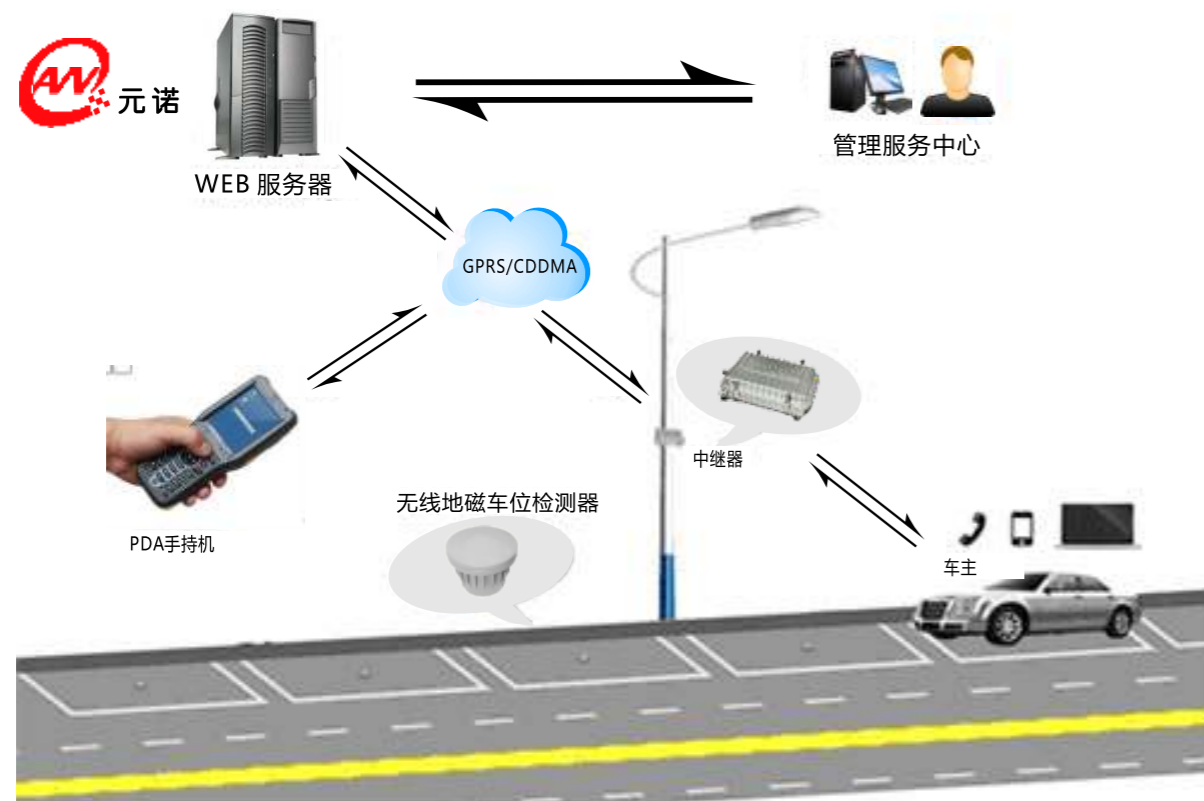 元诺
WEB 服务器
管理服务中心
GPRS/CDDMA
中继器
无线地磁车位检测器
PDA手持机
车主